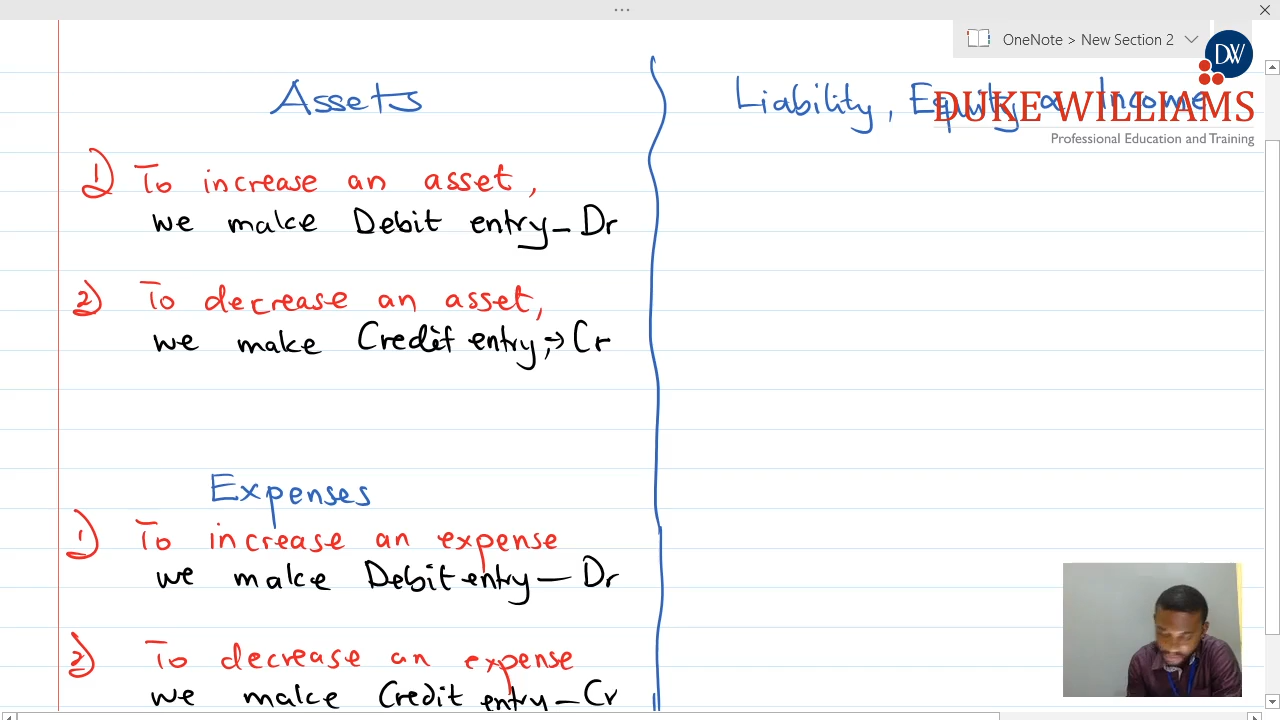 OneNote > New Section 2
DW
DUKE WILLIAMS
Professional Education and Training
Assets
1) To increase an asset,
we make Debit entry - Dr
2) To decrease an asset,
we make Credit entry, → Cr
Expenses
1) To increase an expense
we make Debit entry - Dr
2) To decrease an expense
we make Credit entry - Cr
Liability, Equity & Income